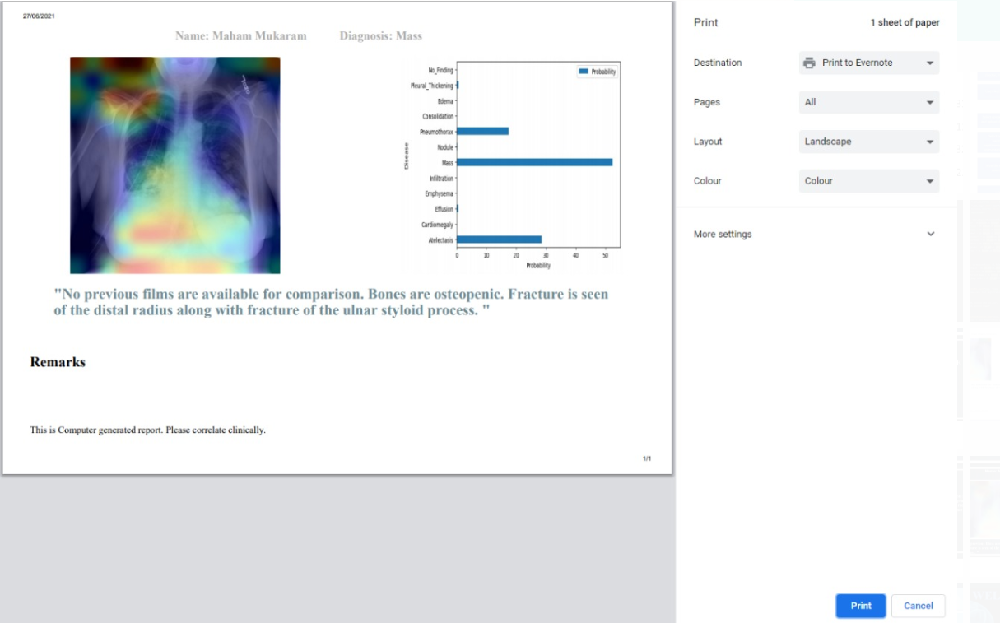 27/06/2021
Name: Maham Mukaram Diagnosis: Mass
No_Finding
Pleural_Thickening
Edema
Consolidation
Pneumothorax
Nodule
Mass
Infiltration
Emphysema
Effusion
Cardiomegaly
Atelectasis
Disease
Probability
0 10 20 30 40 50
Probability
"No previous films are available for comparison. Bones are osteopenic. Fracture is seen
of the distal radius along with fracture of the ulnar styloid process. "
Remarks
This is Computer generated report. Please correlate clinically.
1/1
Print 1 sheet of paper
Destination Print to Evernote
Pages All
Layout Landscape
Colour Colour
More settings
Print Cancel